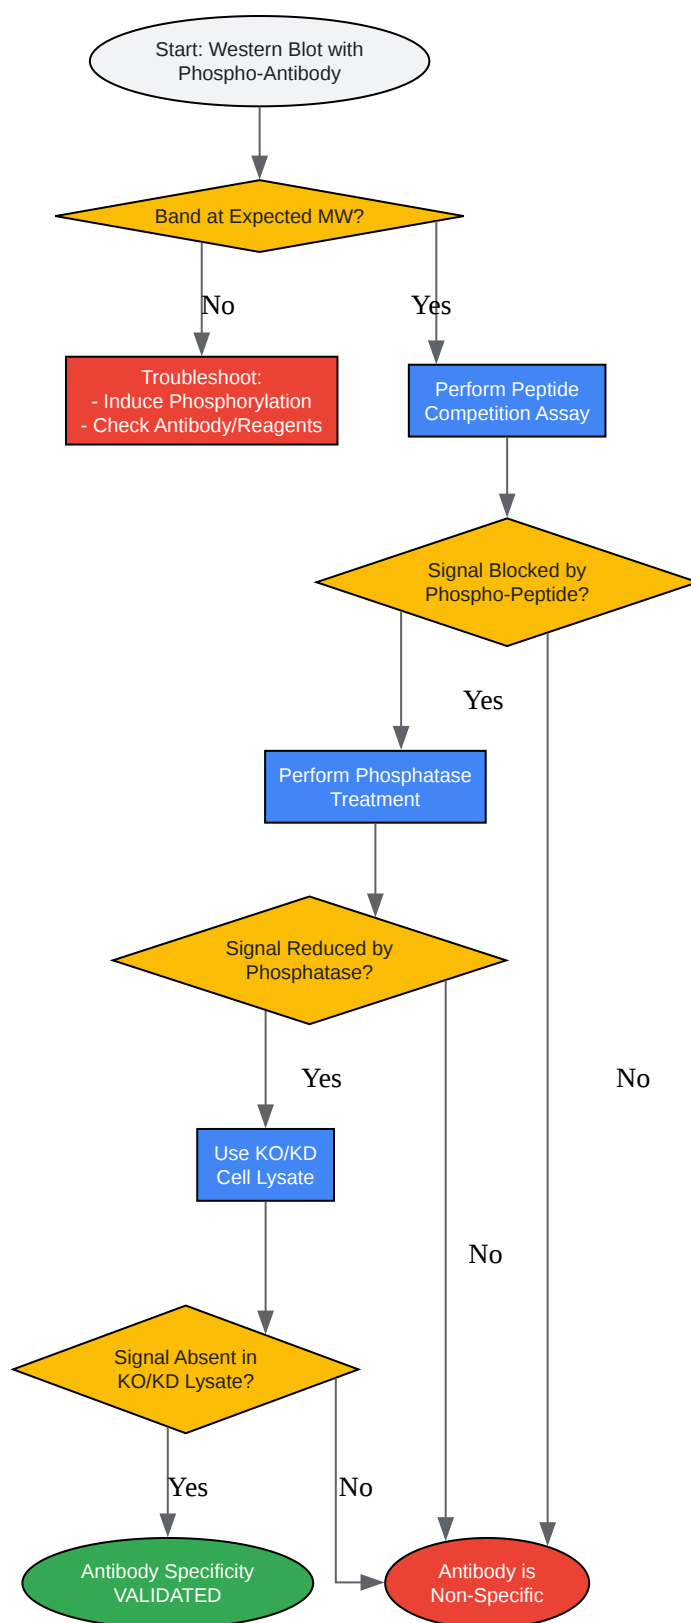 Start: Western Blot with
Phospho-Antibody
Band at Expected MW?
No
Yes
Troubleshoot:
- Induce Phosphorylation
- Check Antibody/Reagents
Perform Peptide
Competition Assay
Signal Blocked by
Phospho-Peptide?
Yes
Perform Phosphatase
Treatment
Signal Reduced by
Phosphatase?
Yes
No
Use KO/KD
Cell Lysate
No
Signal Absent in
KO/KD Lysate?
Yes
No
Antibody Specificity
VALIDATED
Antibody is
Non-Specific